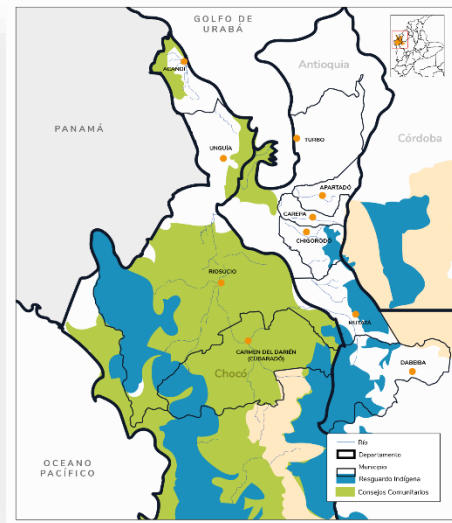 GOLFO DE
URABÁ
Antioquia
ACANDÍ
PANAMÁ
Córdoba
TURBO
UNGUÍA
APARTADÓ
CAREPA
CHIGORODÓ
RIOSUCIO
MUTATÁ
CARMEN DEL DARIÉN
(CUBARADÓ)
DABEIBA
Chocó
OCEANO
PACÍFICO
Río
Departamento
Municipio
Resguardo Indígena
Consejos Comunitarios